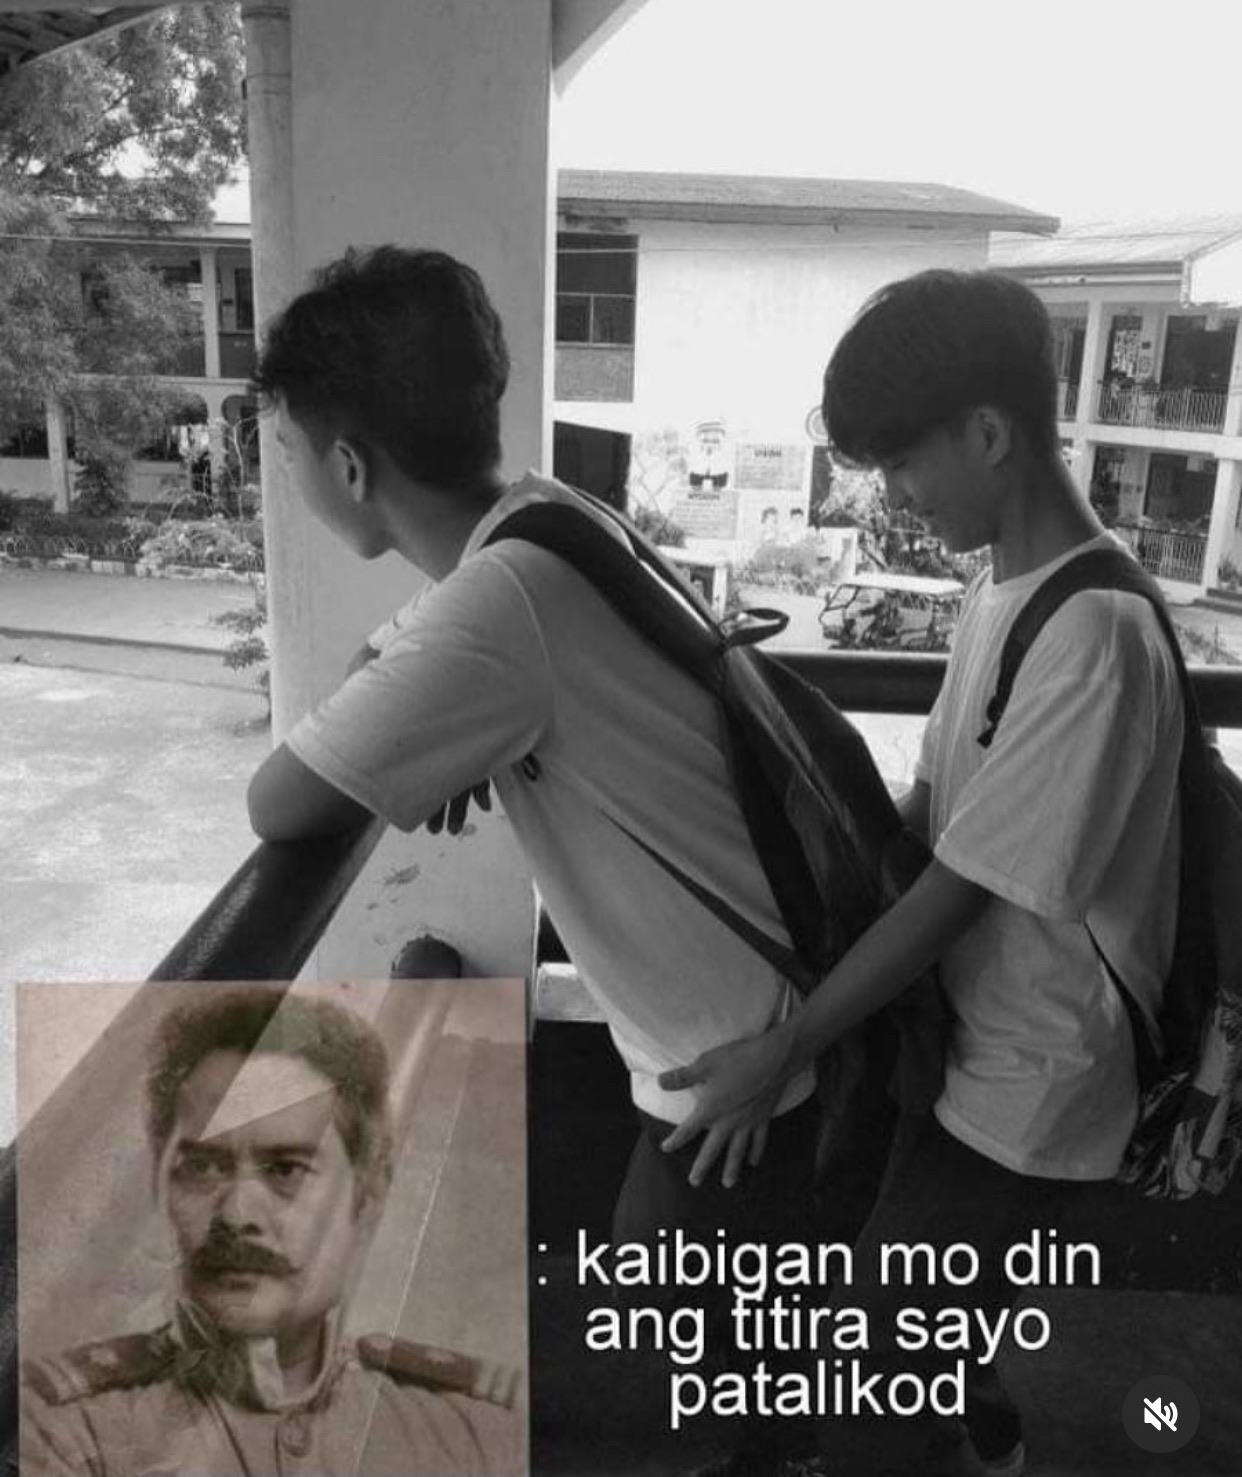 : kaibigan mo din
ang titira sayo
patalikod